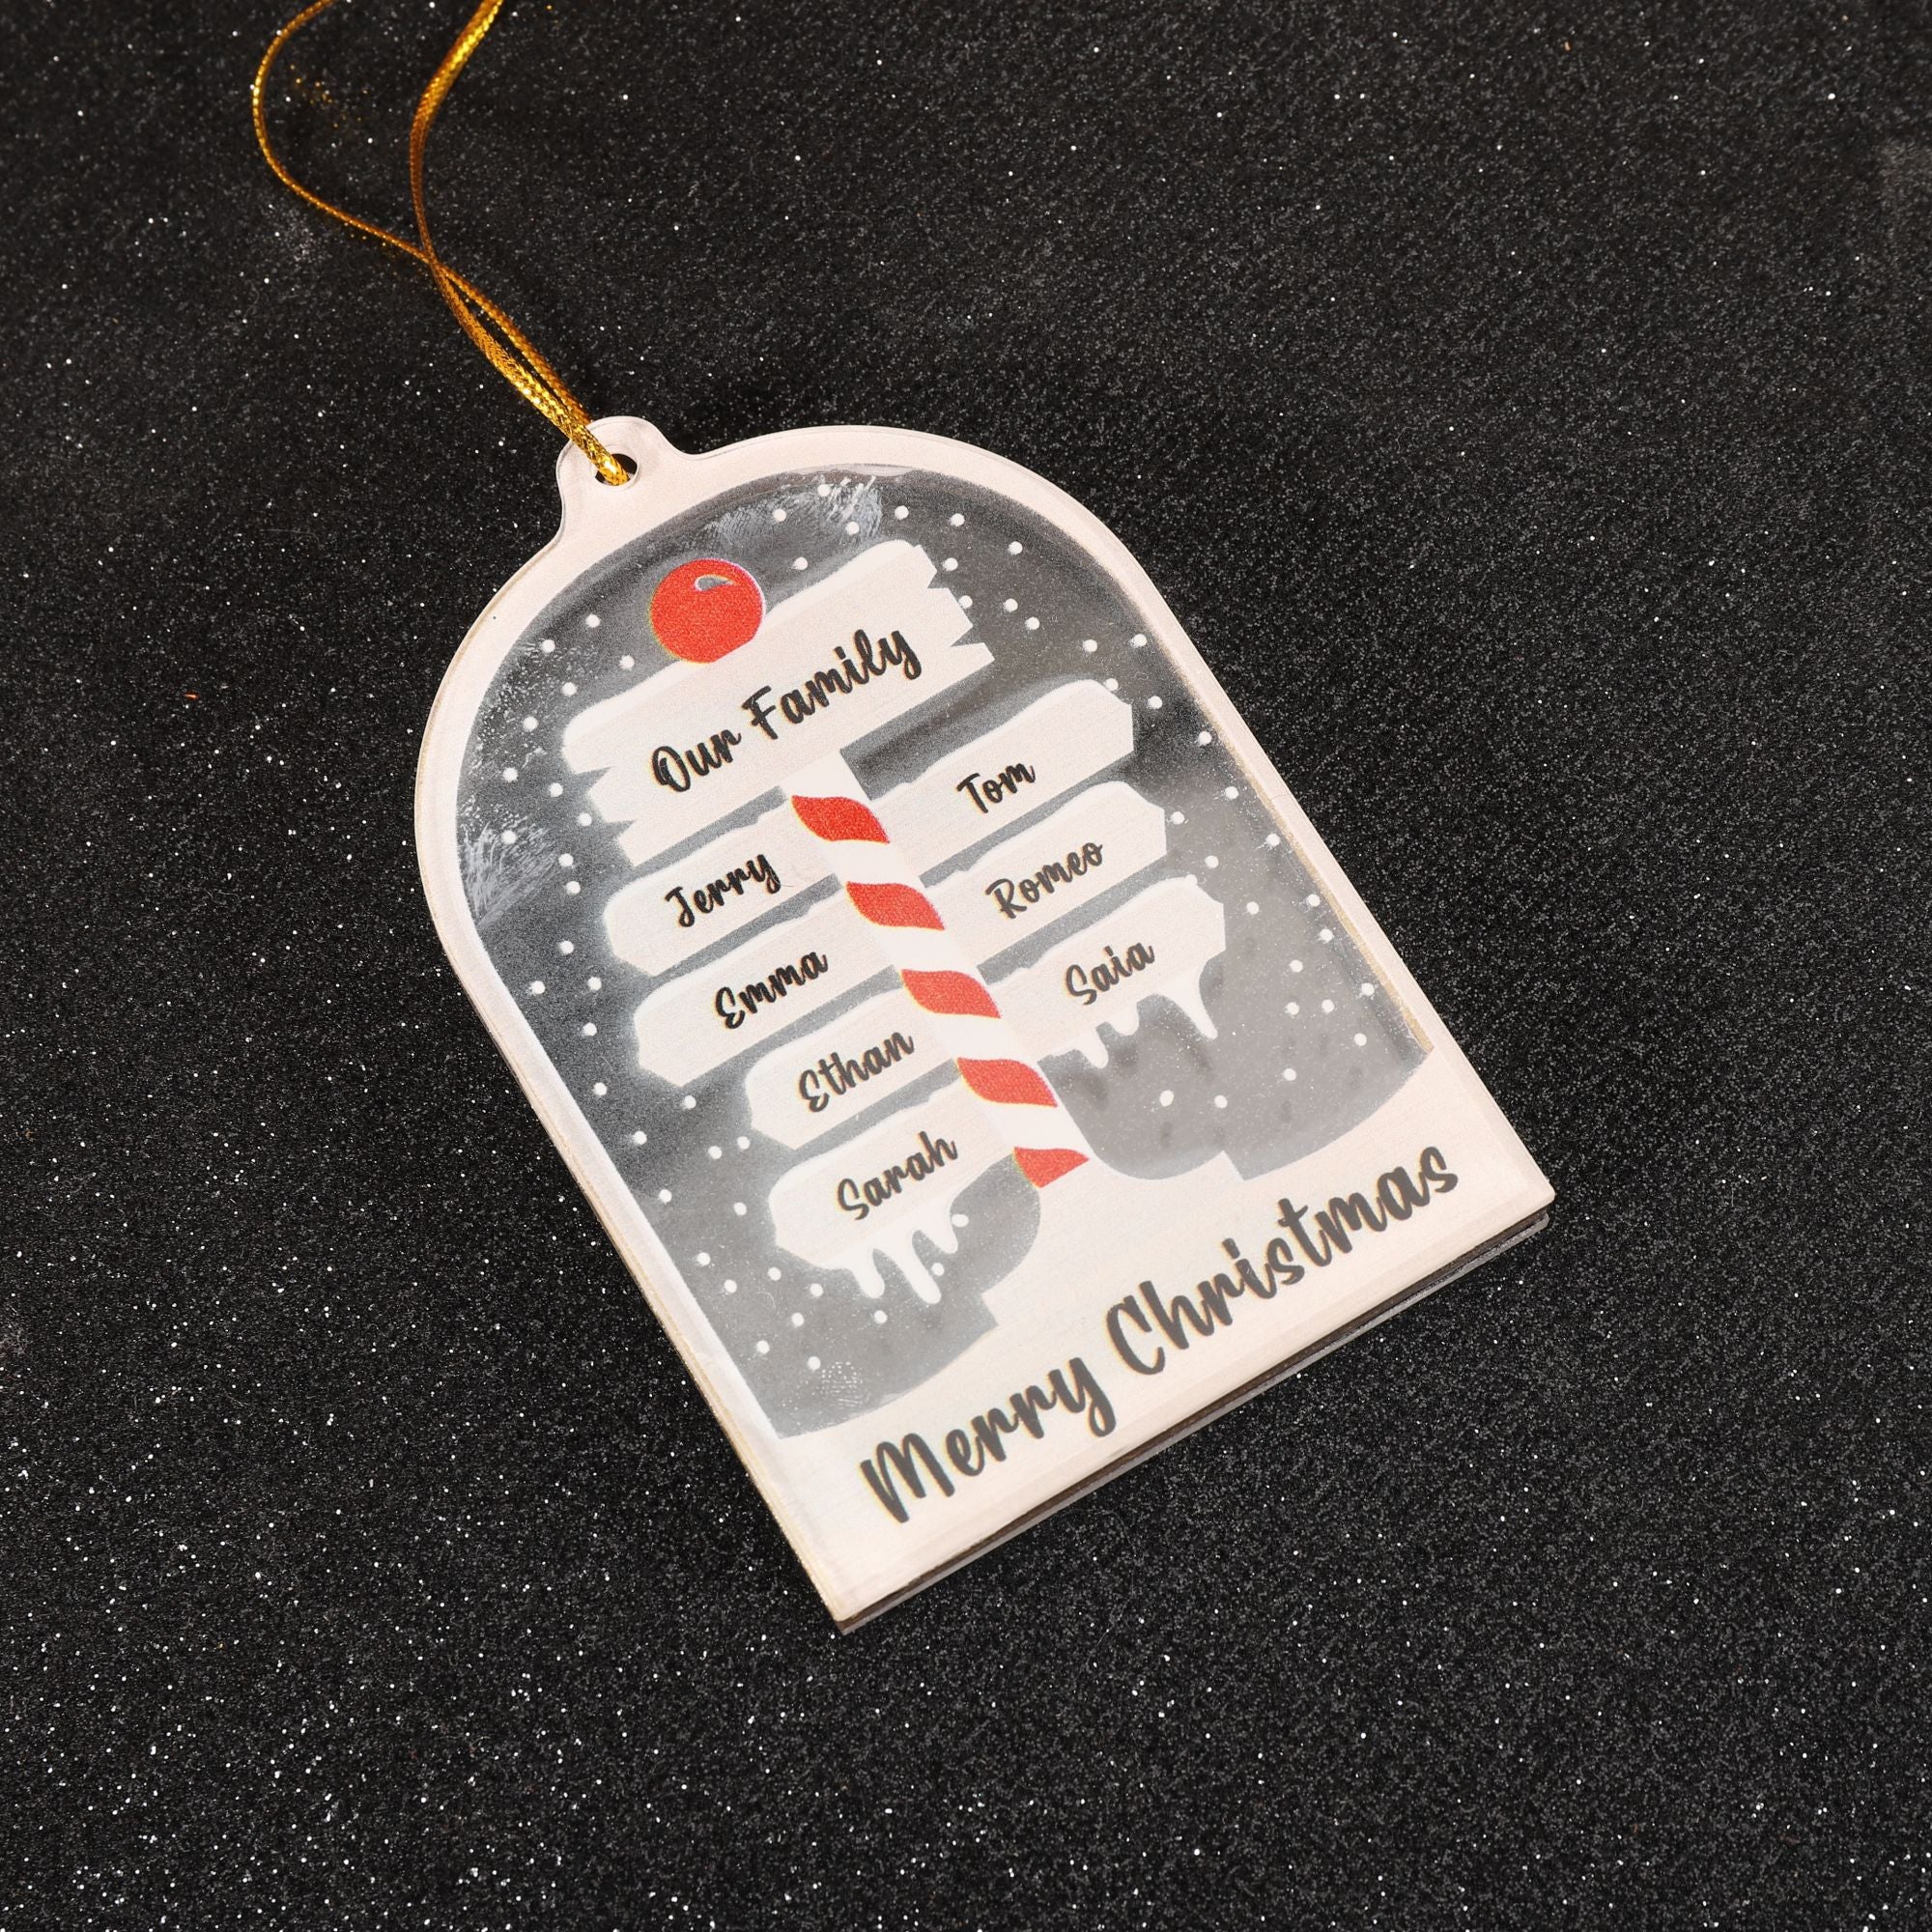 Our Family
Tom
Jerry
Romeo
Emma
Saia
Ethan
Sarah
Merry Christmas